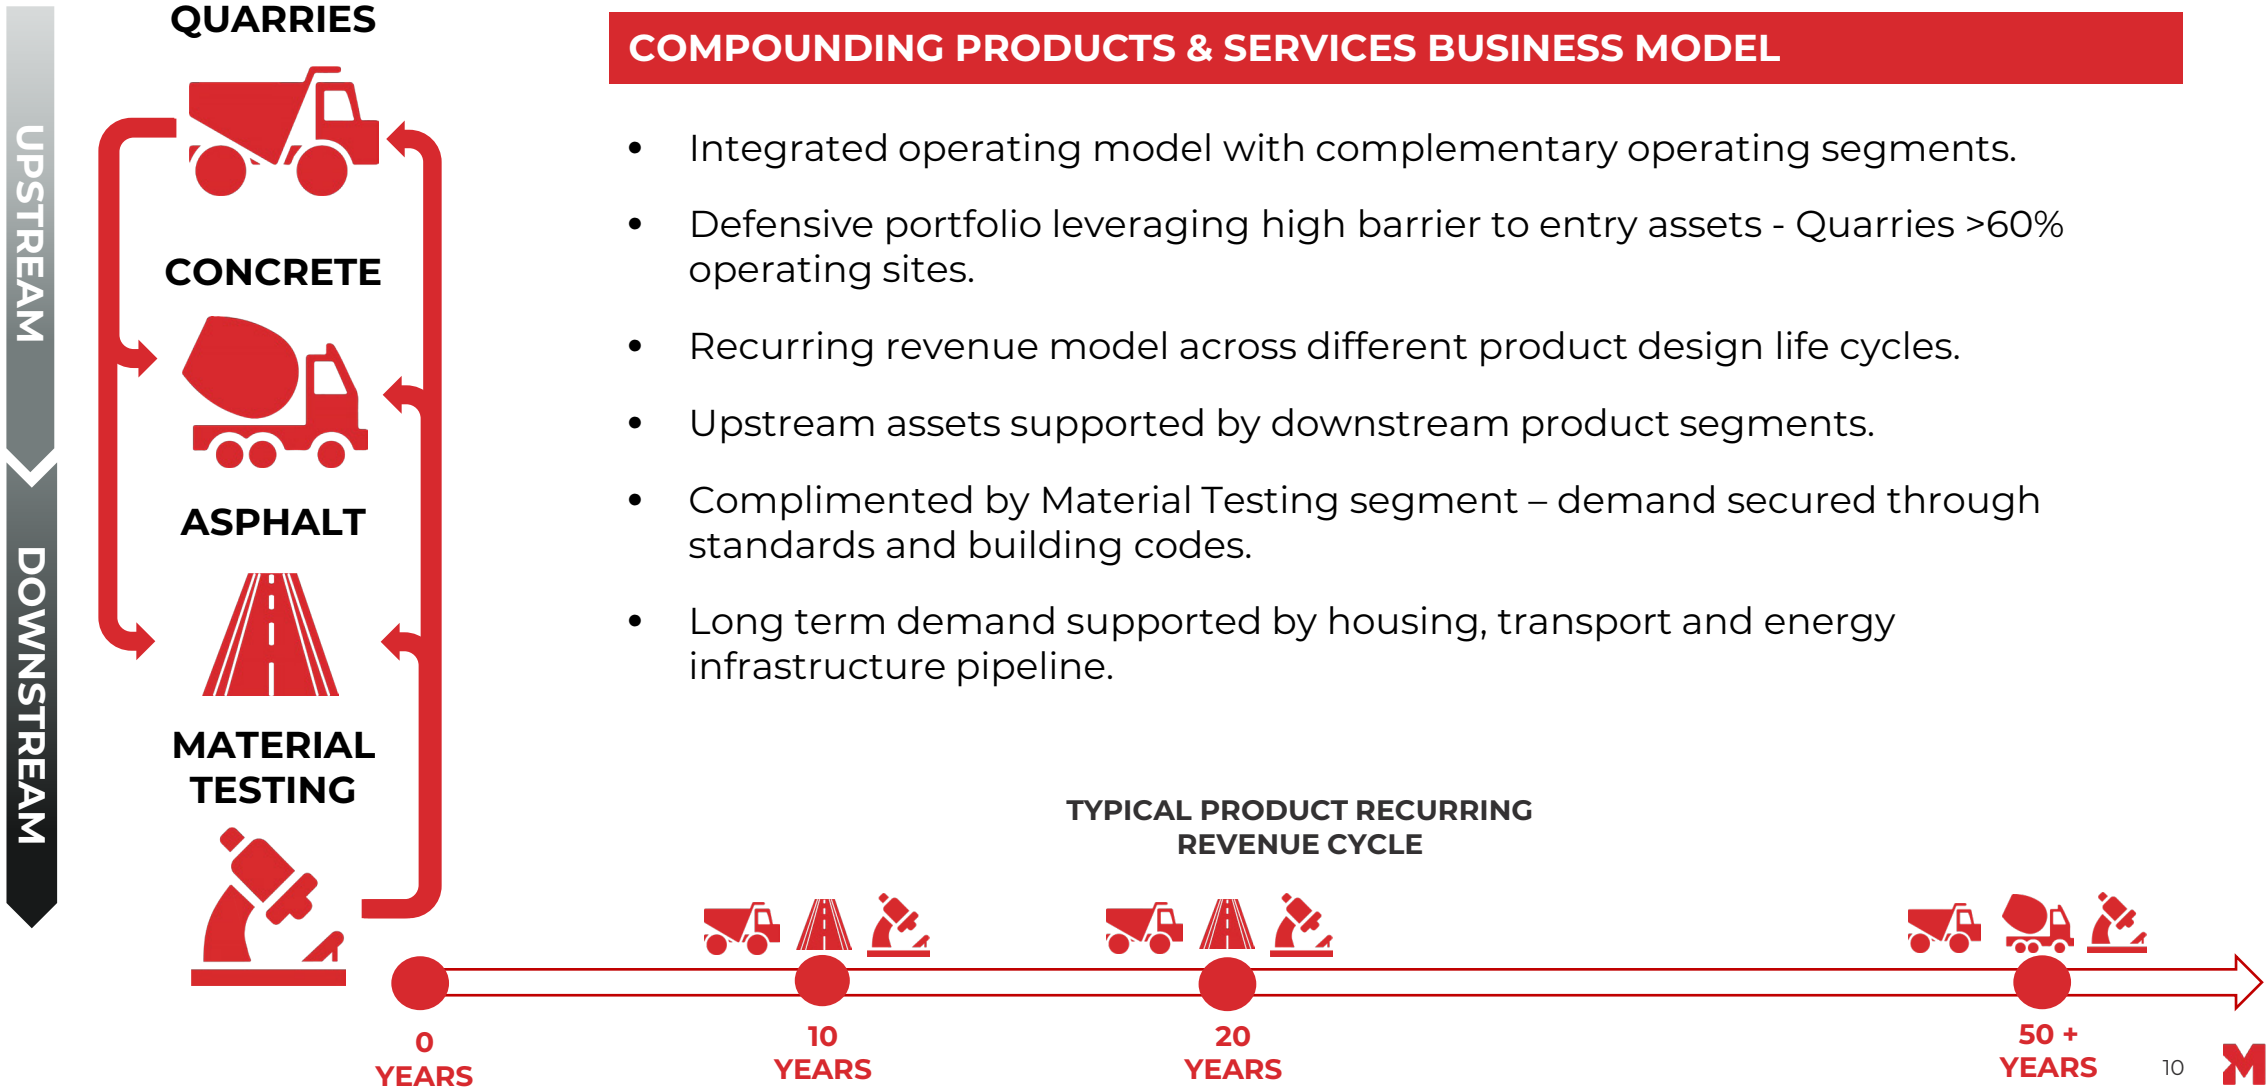 QUARRIES
UPSTREAM
CONCRETE
ASPHALT
DOWNSTREAM
MATERIAL
TESTING
COMPOUNDING PRODUCTS & SERVICES BUSINESS MODEL
• Integrated operating model with complementary operating segments.
• Defensive portfolio leveraging high barrier to entry assets - Quarries >60%
operating sites.
• Recurring revenue model across different product design life cycles.
• Upstream assets supported by downstream product segments.
• Complimented by Material Testing segment – demand secured through
standards and building codes.
• Long term demand supported by housing, transport and energy
infrastructure pipeline.
TYPICAL PRODUCT RECURRING
REVENUE CYCLE
0
YEARS
10
YEARS
20
YEARS
50 +
YEARS
10
M